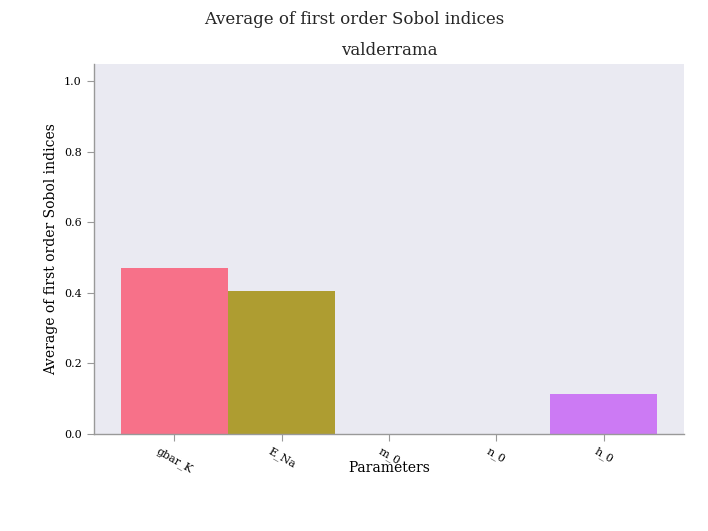 Average of first order Sobol indices
valderrama
1.0
0.8
0.6
0.4
0.2
0.0
Average of first order Sobol indices
gbar_K
E_Na
m_0
n_0
h_0
Parameters